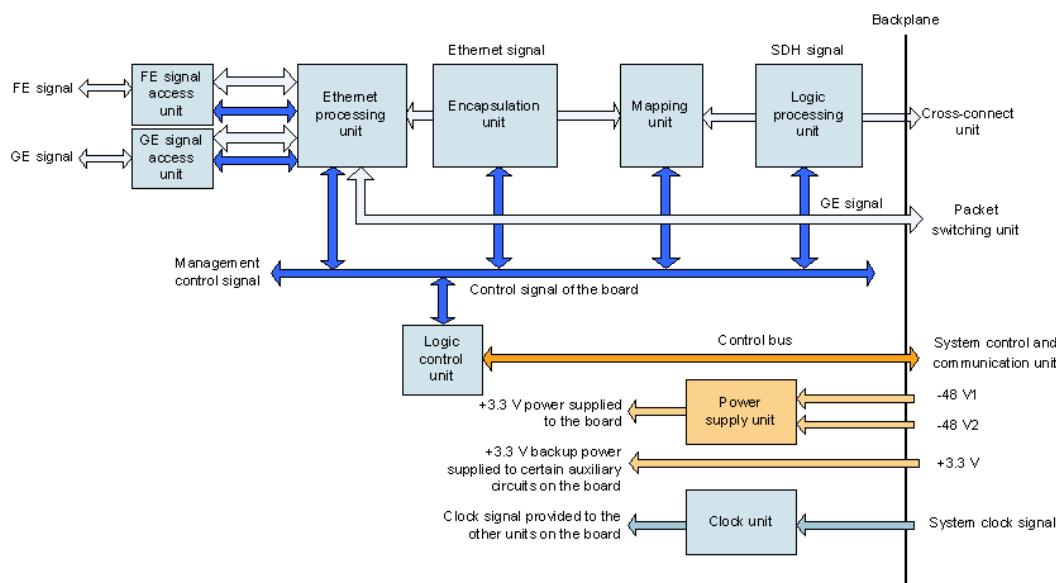 Backplane
Ethernet signal
SDH signal
FE signal
FE signal
access
unit
Ethernet
processing
unit
Encapsulation
unit
Mapping
unit
Logic
processing
unit
Cross-connect
unit
GE signal
GE signal
access
unit
GE signal
Packet
switching unit
Management
control signal
Control signal of the board
Logic
control
unit
Control bus
System control and
communication unit
+3.3 V power supplied
to the board
Power
supply unit
-48 V1
-48 V2
+3.3 V backup power
supplied to certain auxiliary
circuits on the board
+3.3 V
Clock signal provided to the
other units on the board
Clock unit
System clock signal